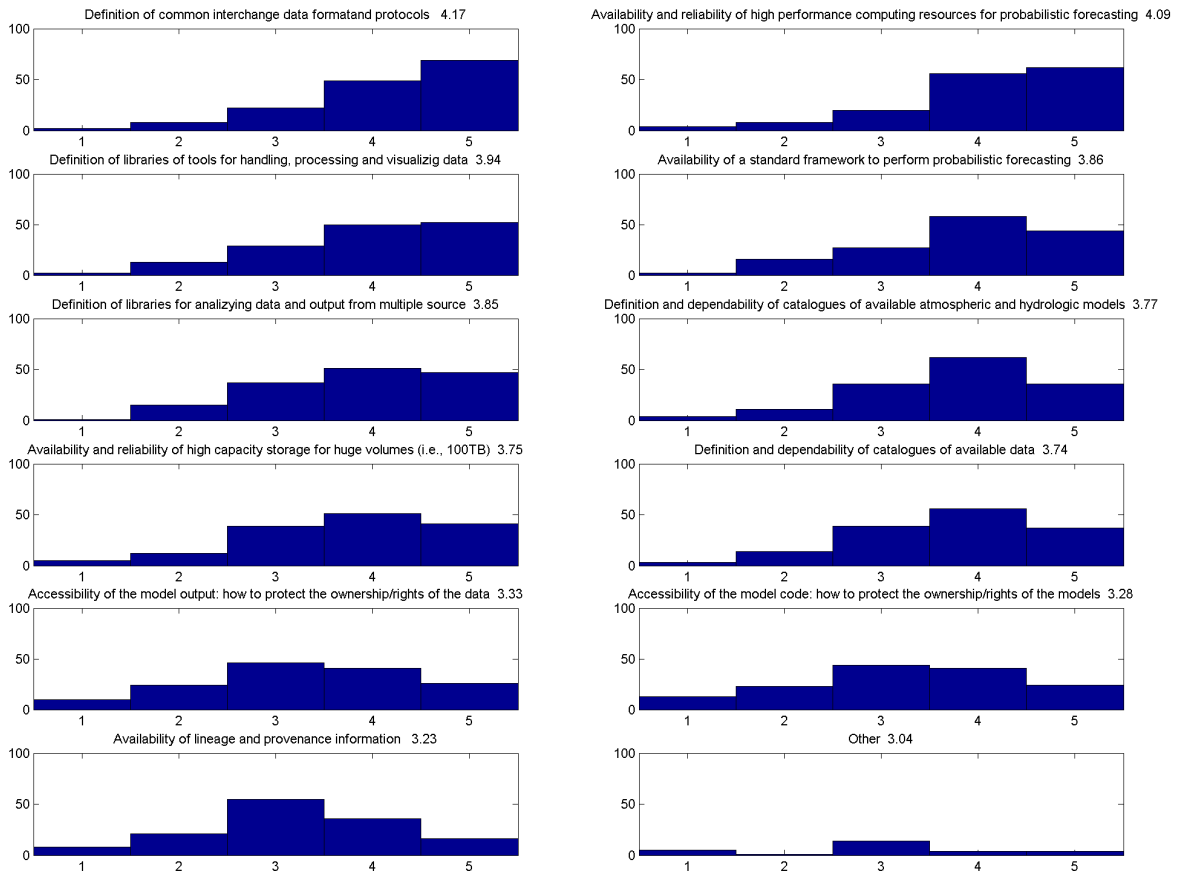 Definition of common interchange data formatand protocols 4.17
100
50
0
1 2 3 4 5
Availability and reliability of high performance computing resources for probabilistic forecasting 4.09
100
50
0
1 2 3 4 5
Definition of libraries of tools for handling, processing and visualizig data 3.94
100
50
0
1 2 3 4 5
Availability of a standard framework to perform probabilistic forecasting 3.86
100
50
0
1 2 3 4 5
Definition of libraries for analizying data and output from multiple source 3.85
100
50
0
1 2 3 4 5
Definition and dependability of catalogues of available atmospheric and hydrologic models 3.77
100
50
0
1 2 3 4 5
Availability and reliability of high capacity storage for huge volumes (i.e., 100TB) 3.75
100
50
0
1 2 3 4 5
Definition and dependability of catalogues of available data 3.74
100
50
0
1 2 3 4 5
Accessibility of the model output: how to protect the ownership/rights of the data 3.33
100
50
0
1 2 3 4 5
Accessibility of the model code: how to protect the ownership/rights of the models 3.28
100
50
0
1 2 3 4 5
Availability of lineage and provenance information 3.23
100
50
0
1 2 3 4 5
Other 3.04
100
50
0
1 2 3 4 5